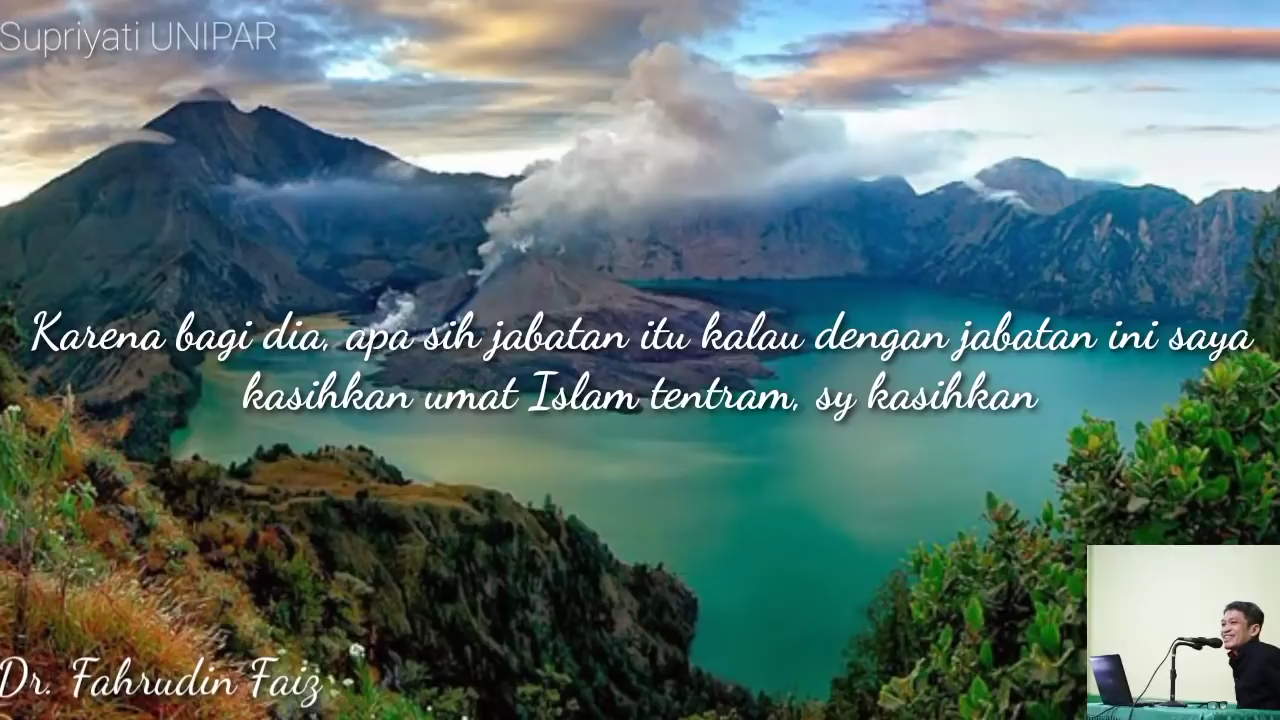 Supriyati UNIPAR
Karena bagi dia, apa sih jabatan itu kalau dengan jabatan ini saya
kasihkan umat Islam tentram, sy kasihkan
Dr. Fahrudin Faiz